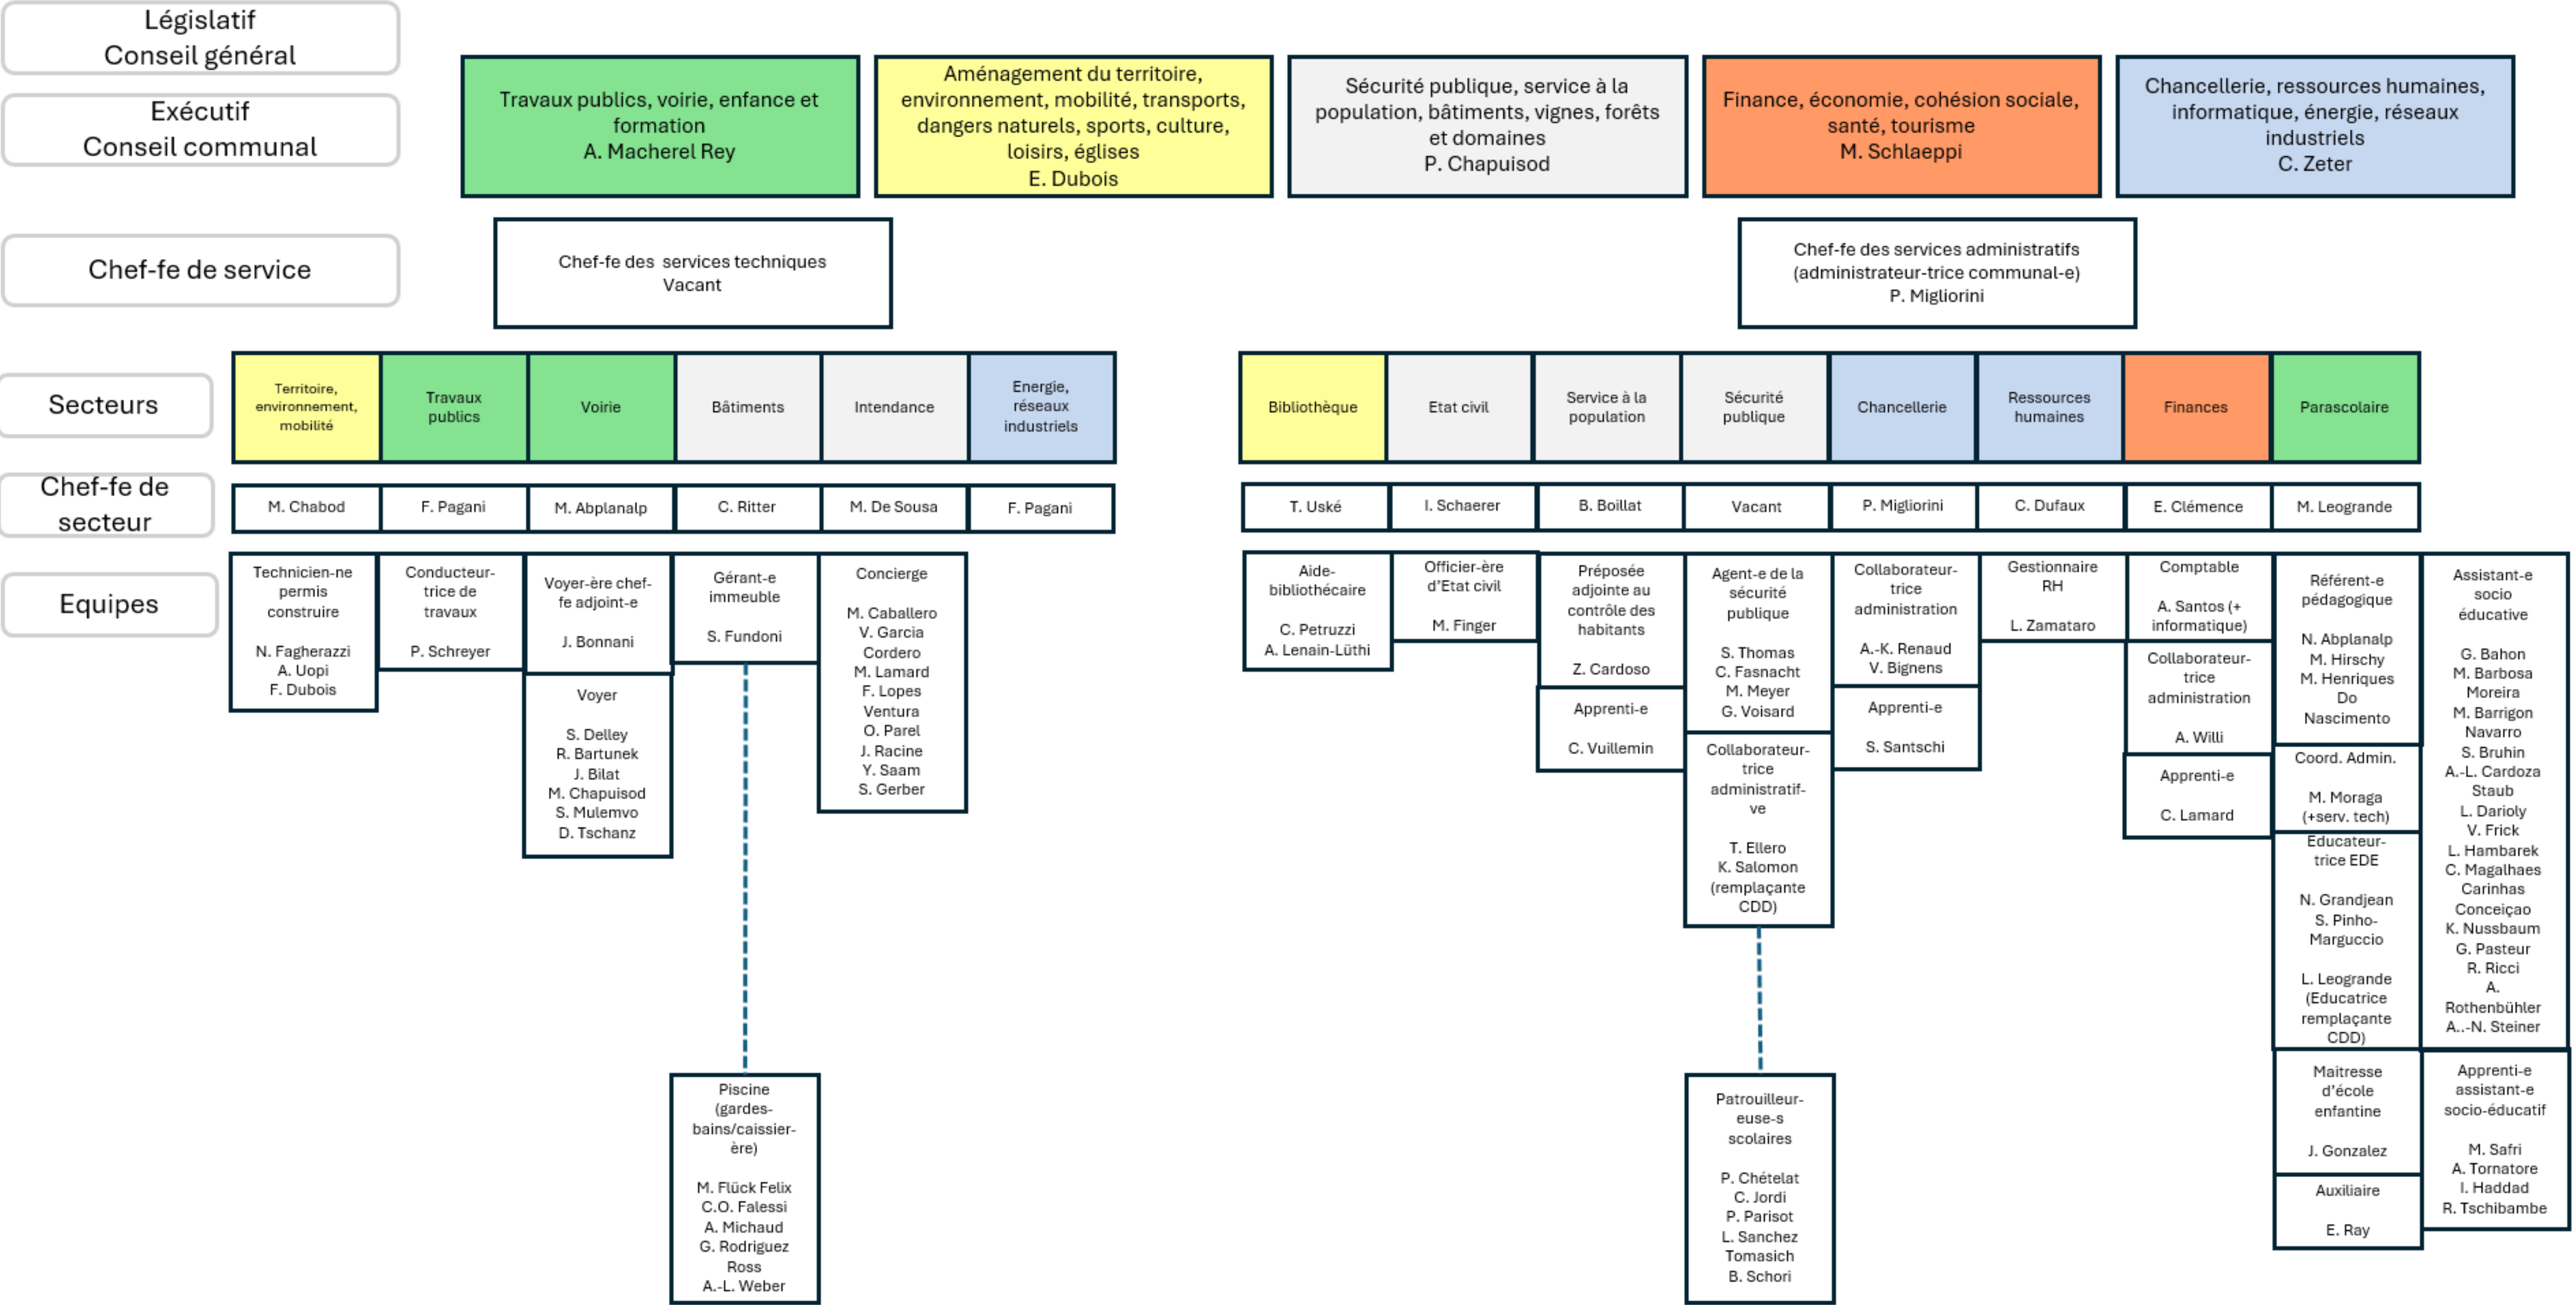 Législatif
Conseil général
Exécutif
Conseil communal
Travaux publics, voirie, enfance et
formation
A. Macherel Rey
Aménagement du territoire,
environnement, mobilité, transports,
dangers naturels, sports, culture,
loisirs, églises
E. Dubois
Sécurité publique, service à la
population, bâtiments, vignes, forêts
et domaines
P. Chapuisod
Finance, économie, cohésion sociale,
santé, tourisme
M. Schlaeppi
Chancellerie, ressources humaines,
informatique, énergie, réseaux
industriels
C. Zeter
Chef-fe de service
Chef-fe des services techniques
Vacant
Chef-fe des services administratifs
(administrateur-trice communal-e)
P. Migliorini
Secteurs
Territoire,
environnement,
mobilité
Travaux
publics
Voirie
Bâtiments
Intendance
Energie,
réseaux
industriels
Bibliothèque
Etat civil
Service à la
population
Sécurité
publique
Chancellerie
Ressources
humaines
Finances
Parascolaire
Chef-fe de
secteur
M. Chabod
F. Pagani
M. Abplanalp
C. Ritter
M. De Sousa
F. Pagani
T. Uské
I. Schaerer
B. Boillat
Vacant
P. Migliorini
C. Dufaux
E. Clémence
M. Leogrande
Equipes
Technicien-ne
permis
construire
N. Fagherazzi
A. Uopi
F. Dubois
Conducteur-
trice de
travaux
P. Schreyer
Voyer-ère chef-
fe adjoint-e
J. Bonnani
Voyer
S. Delley
R. Bartunek
J. Bilat
M. Chapuisod
S. Mulemvo
D. Tschanz
Gérant-e
immeuble
S. Fundoni
Piscine
(gardes-
bains/caissier-
ère)
M. Flück Felix
C.O. Falessi
A. Michaud
G. Rodriguez
Ross
A.-L. Weber
Concierge
M. Caballero
V. Garcia
Cordero
M. Lamard
F. Lopes
Ventura
O. Parel
J. Racine
Y. Saam
S. Gerber
Aide-
bibliothécaire
C. Petruzzi
A. Lenain-Lüthi
Officier-ère
d'Etat civil
M. Finger
Préposée
adjointe au
contrôle des
habitants
Z. Cardoso
Apprenti-e
C. Vuillemin
Agent-e de la
sécurité
publique
S. Thomas
C. Fasnacht
M. Meyer
G. Voisard
Collaborateur-
trice
administratif-
ve
T. Ellero
K. Salomon
(remplaçante
CDD)
Patrouilleur-
euse-s
scolaires
P. Chételat
C. Jordi
P. Parisot
L. Sanchez
Tomasich
B. Schori
Collaborateur-
trice
administration
A.-K. Renaud
V. Bignens
Apprenti-e
S. Santschi
Gestionnaire
RH
L. Zamataro
Comptable
A. Santos (+
informatique)
Collaborateur-
trice
administration
A. Willi
Apprenti-e
C. Lamard
Référent-e
pédagogique
N. Abplanalp
M. Hirschy
M. Henriques
Do
Nascimento
Coord. Admin.
M. Moraga
(+serv. tech)
Educateur-
trice EDE
N. Grandjean
S. Pinho-
Marguccio
L. Leogrande
(Educatrice
remplaçante
CDD)
Maitresse
d'école
enfantine
J. Gonzalez
Auxiliaire
E. Ray
Assistant-e
socio
éducative
G. Bahon
M. Barbosa
Moreira
M. Barrigon
Navarro
S. Bruhin
A.-L. Cardoza
Staub
L. Darioly
V. Frick
L. Hambarek
C. Magalhaes
Carinhas
Conceiçao
K. Nussbaum
G. Pasteur
R. Ricci
A.
Rothenbühler
A..-N. Steiner
Apprenti-e
assistant-e
socio-éducatif
M. Safri
A. Tornatore
I. Haddad
R. Tschibambe